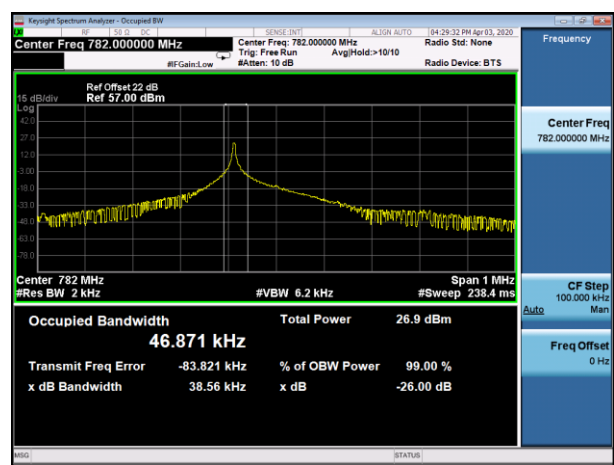 Keysight Spectrum Analyzer - Occupied BW
RF 50 Ω DC SENSE:INT ALIGN AUTO 04:29:32 PM Apr 03, 2020
Center Freq 782.000000 MHz Center Freq: 782.000000 MHz Radio Std: None Frequency
Trig: Free Run Avg|Hold:>10/10
#IFGain:Low #Atten: 10 dB Radio Device: BTS
Ref Offset 22 dB
15 dB/div Ref 57.00 dBm
Log
42.0
27.0
12.0
-3.00
-18.0
-33.0
-48.0
-63.0
-78.0
Center Freq
782.000000 MHz
Center 782 MHz Span 1 MHz
#Res BW 2 kHz #VBW 6.2 kHz #Sweep 238.4 ms
CF Step
100.000 kHz
Auto Man
Occupied Bandwidth Total Power 26.9 dBm
46.871 kHz
Transmit Freq Error -83.821 kHz % of OBW Power 99.00 %
x dB Bandwidth 38.56 kHz x dB -26.00 dB
Freq Offset
0 Hz
MSG STATUS